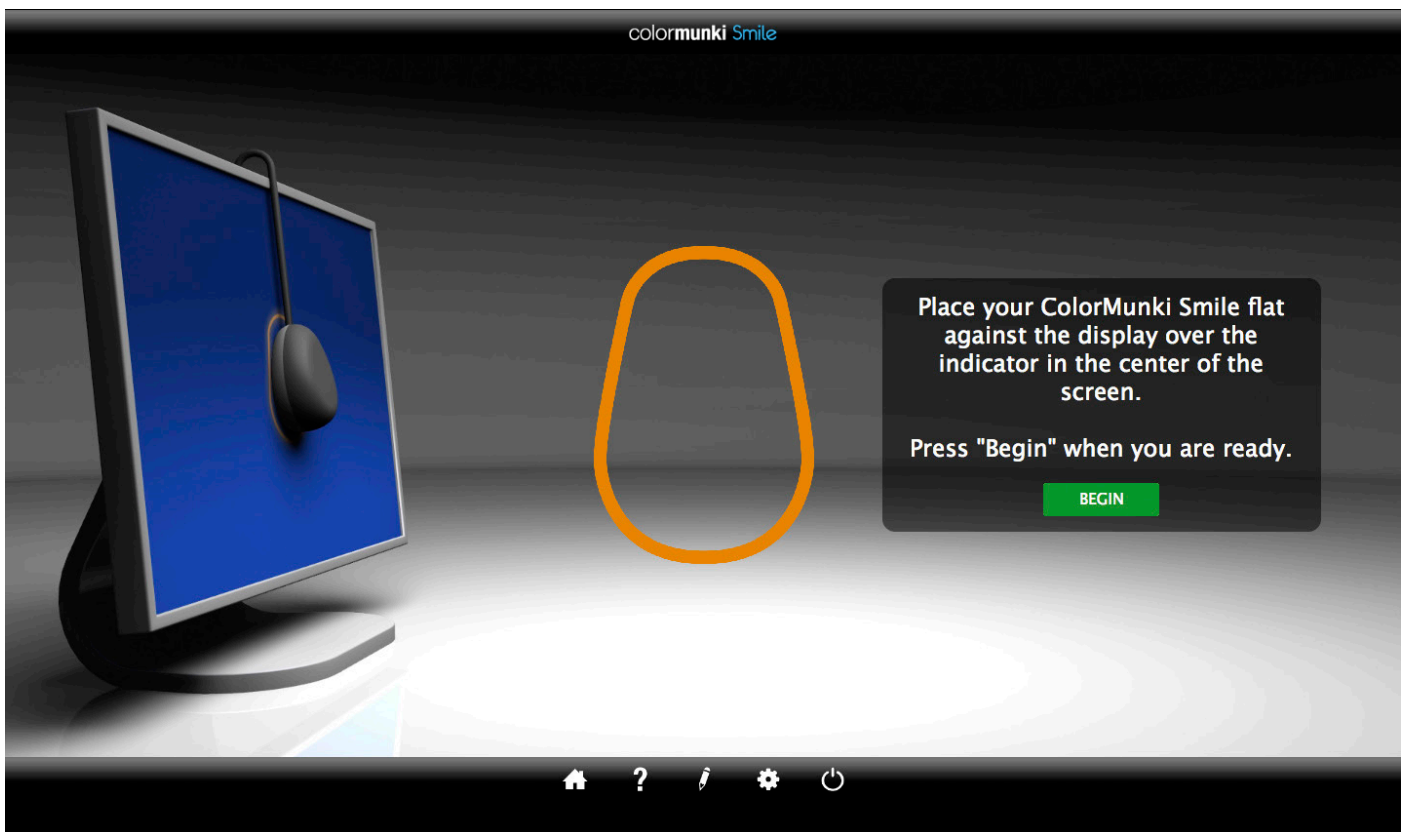 colormunki Smile
Place your ColorMunki Smile flat
against the display over the
indicator in the center of the
screen.
Press "Begin" when you are ready.
BEGIN
?